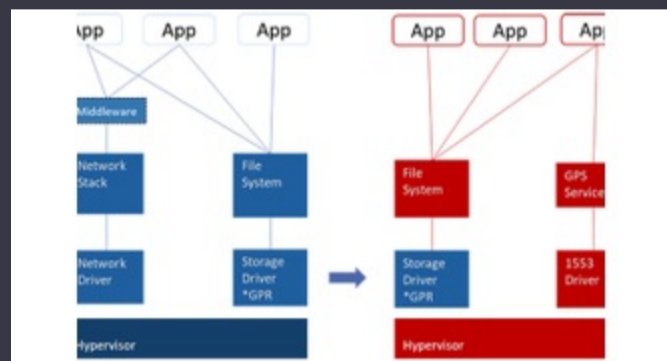 App
App
App
Middleware
Network
Stack
File
System
Network
Driver
Storage
Driver
*GPR
Hypervisor
App
App
App
File
System
GPS
Service
Storage
Driver
*GPR
1553
Driver
Hypervisor